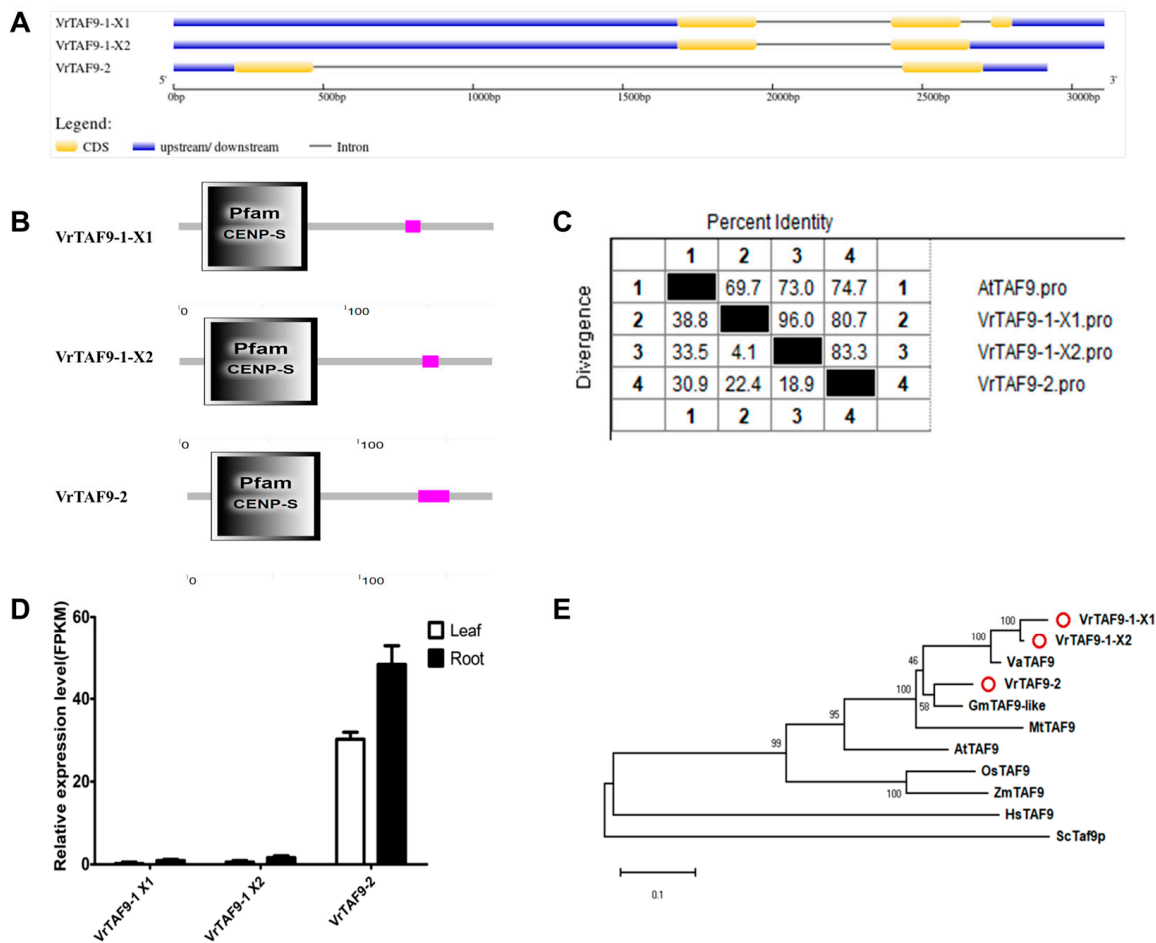 A
VrTAF9-1-X1
VrTAF9-1-X2
VrTAF9-2
5'
3'
0bp 500bp 1000bp 1500bp 2000bp 2500bp 3000bp
Legend:
CDS upstream/ downstream Intron
B
VrTAF9-1-X1
Pfam
CENP-S
0 100
VrTAF9-1-X2
Pfam
CENP-S
0 100
VrTAF9-2
Pfam
CENP-S
0 100
C
Percent Identity
Divergence
1 2 3 4
1 69.7 73.0 74.7 1 AtTAF9.pro
2 38.8 96.0 80.7 2 VrTAF9-1-X1.pro
3 33.5 4.1 83.3 3 VrTAF9-1-X2.pro
4 30.9 22.4 18.9 4 VrTAF9-2.pro
1 2 3 4
D
Relative expression level(FPKM)
60
40
20
0
Leaf
Root
VrTAF9-1 X1
VrTAF9-1 X2
VrTAF9-2
E
100 VrTAF9-1-X1
100 VrTAF9-1-X2
46 VaTAF9
100 VrTAF9-2
58 GmTAF9-like
95 MtTAF9
99 AtTAF9
OsTAF9
100 ZmTAF9
HsTAF9
ScTaf9p
0.1